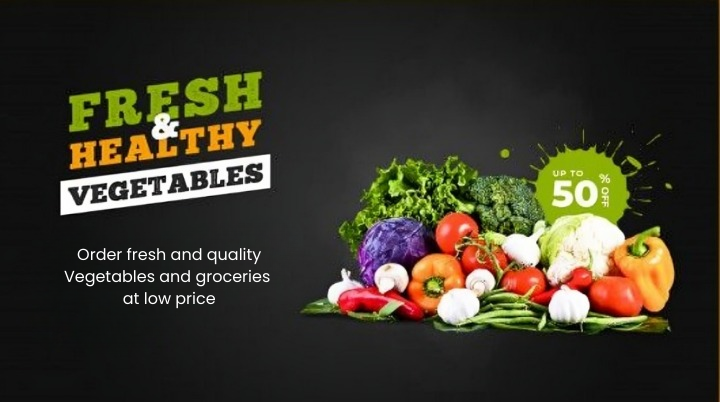 FRESH
&
HEALTHY
VEGETABLES
Order fresh and quality
Vegetables and groceries
at low price
UP TO
50% OFF